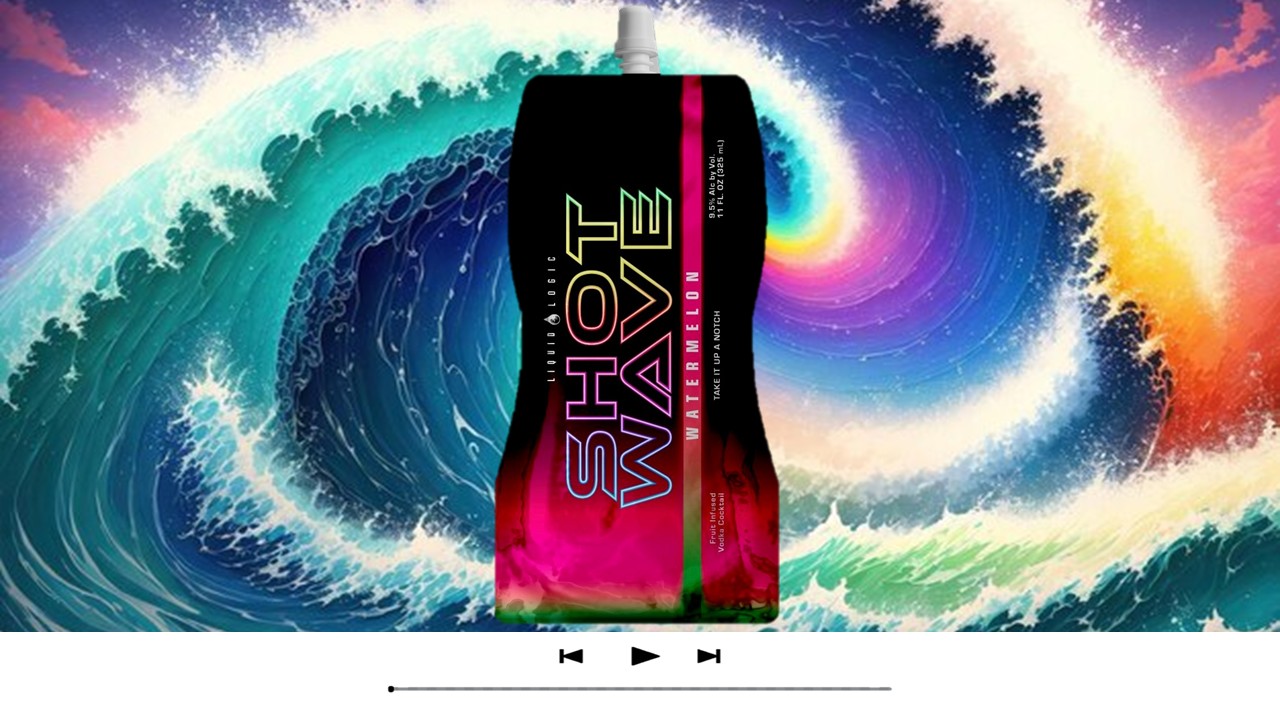 LIQUID LOGIC
SHOT
WAVE
WATERMELON
9.5% Alc by Vol.
11 FL. OZ (325 mL)
TAKE IT UP A NOTCH
Fruit Infused
Vodka Cocktail